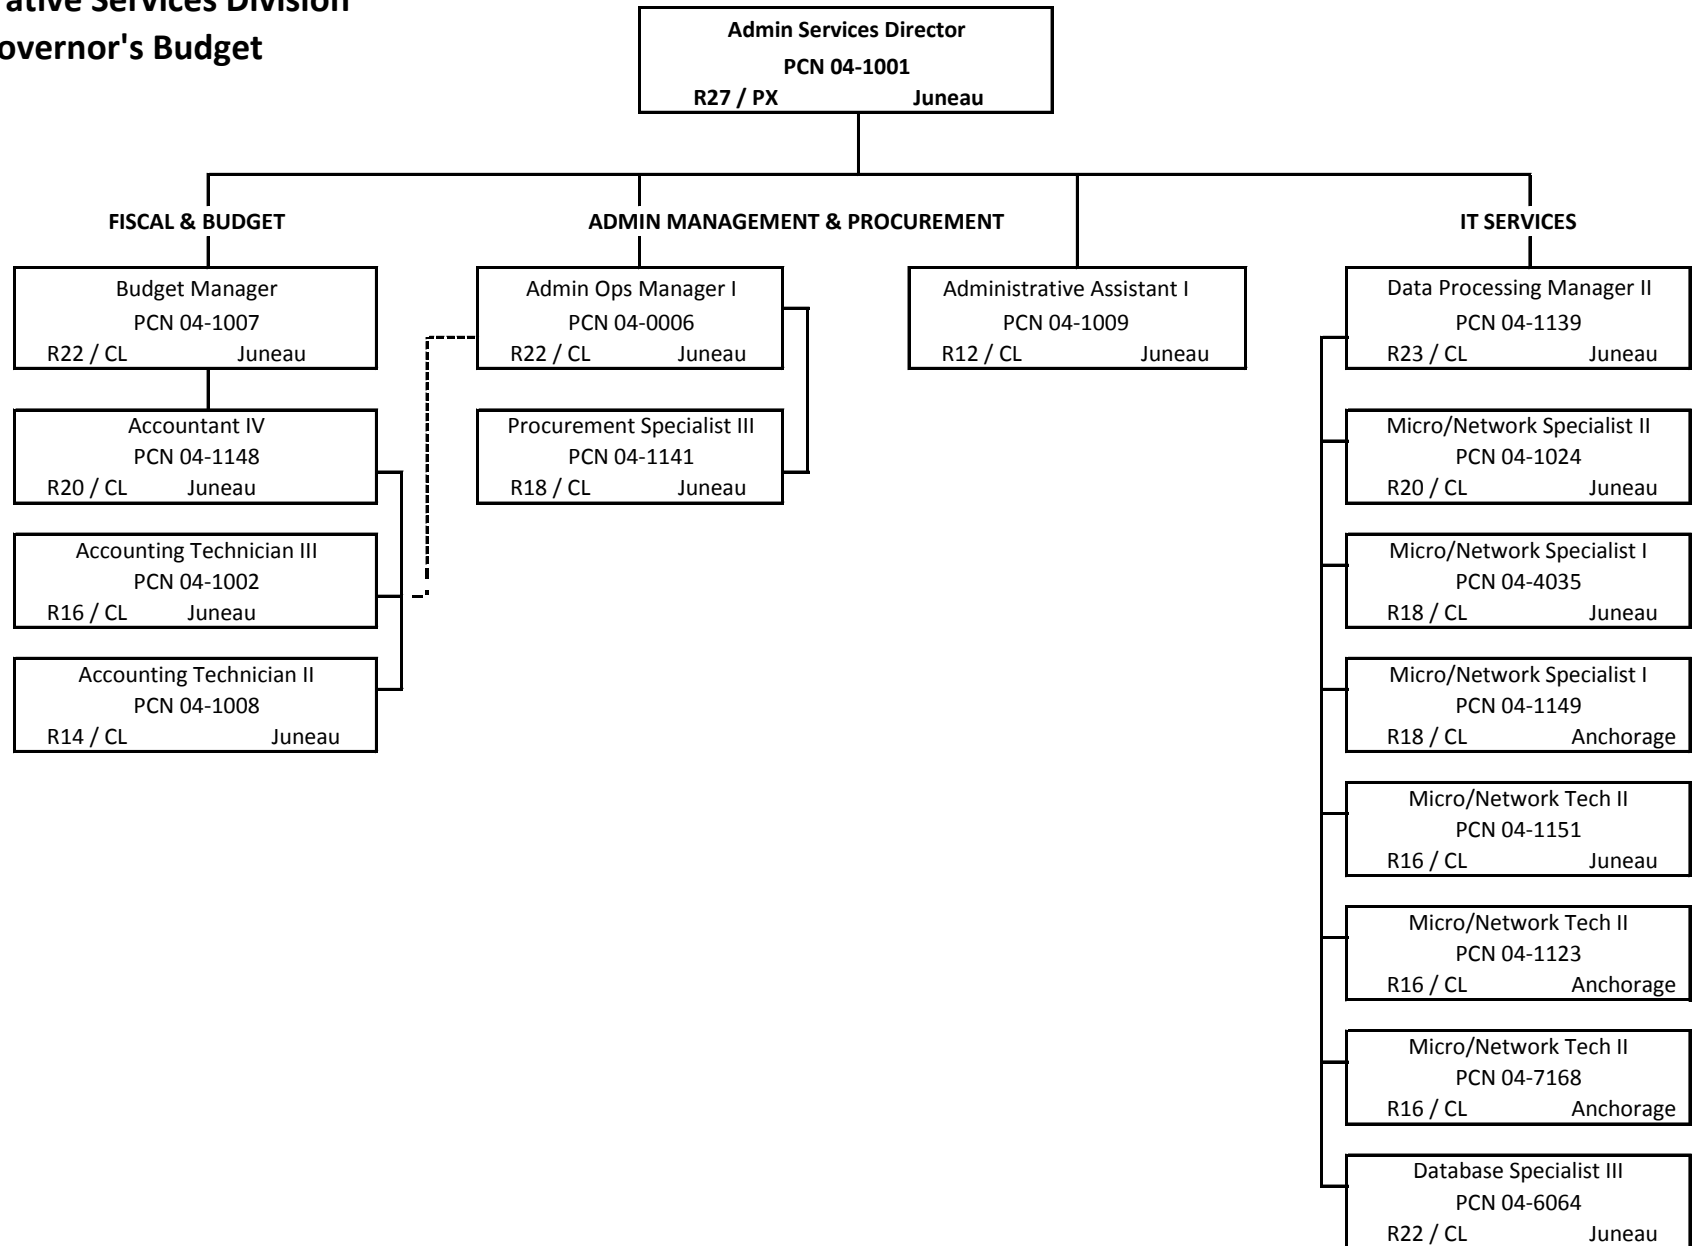 Services Division
Budget
Admin Services Director
PCN 04-1001
R27 / PX Juneau
FISCAL & BUDGET
Budget Manager
PCN 04-1007
R22 / CL Juneau
Accountant IV
PCN 04-1148
R20 / CL Juneau
Accounting Technician III
PCN 04-1002
R16 / CL Juneau
Accounting Technician II
PCN 04-1008
R14 / CL Juneau
ADMIN MANAGEMENT & PROCUREMENT
Admin Ops Manager I
PCN 04-0006
R22 / CL Juneau
Procurement Specialist III
PCN 04-1141
R18 / CL Juneau
Administrative Assistant I
PCN 04-1009
R12 / CL Juneau
IT SERVICES
Data Processing Manager II
PCN 04-1139
R23 / CL Juneau
Micro/Network Specialist II
PCN 04-1024
R20 / CL Juneau
Micro/Network Specialist I
PCN 04-4035
R18 / CL Juneau
Micro/Network Specialist I
PCN 04-1149
R18 / CL Anchorage
Micro/Network Tech II
PCN 04-1151
R16 / CL Juneau
Micro/Network Tech II
PCN 04-1123
R16 / CL Anchorage
Micro/Network Tech II
PCN 04-7168
R16 / CL Anchorage
Database Specialist III
PCN 04-6064
R22 / CL Juneau